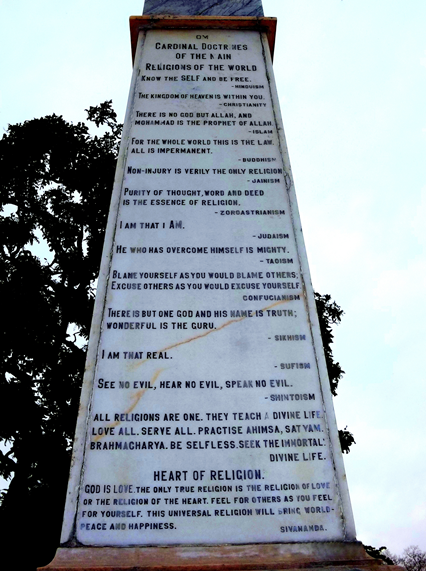 OM
CARDINAL DOCTRINES
OF THE MAIN
RELIGIONS OF THE WORLD.
KNOW THE SELF AND BE FREE.
- HINDUISM
THE KINGDOM OF HEAVEN IS WITHIN YOU.
- CHRISTIANITY
THERE IS NO GOD BUT ALLAH, AND
MOHAMMAD IS THE PROPHET OF ALLAH.
- ISLAM
FOR THE WHOLE WORLD THIS IS THE LAW,
ALL IS IMPERMANENT.
- BUDDHISM
NON-INJURY IS VERILY THE ONLY RELIGION
- JAINISM
PURITY OF THOUGHT, WORD AND DEED
IS THE ESSENCE OF RELIGION.
- ZOROASTRIANISM
I AM THAT I AM.
- JUDAISM
HE WHO HAS OVERCOME HIMSELF IS MIGHTY.
- TAOISM
BLAME YOURSELF AS YOU WOULD BLAME OTHERS;
EXCUSE OTHERS AS YOU WOULD EXCUSE YOURSELF
CONFUCIANISM
THERE IS BUT ONE GOD AND HIS NAME IS TRUTH;
WONDERFUL IS THE GURU.
- SIKHISM
I AM THAT REAL.
- SUFISM
SEE NO EVIL, HEAR NO EVIL, SPEAK NO EVIL.
- SHINTOISM
ALL RELIGIONS ARE ONE. THEY TEACH A DIVINE LIFE.
LOVE ALL. SERVE ALL. PRACTISE AHIMSA, SATYAM,
BRAHMACHARYA. BE SELFLESS. SEEK THE IMMORTAL.
DIVINE LIFE.
HEART OF RELIGION.
GOD IS LOVE. THE ONLY TRUE RELIGION IS THE RELIGION OF LOVE
OR THE RELIGION OF THE HEART. FEEL FOR OTHERS AS YOU FEEL
FOR YOURSELF. THIS UNIVERSAL RELIGION WILL BRING WORLD-
PEACE AND HAPPINESS. SIVANANDA.